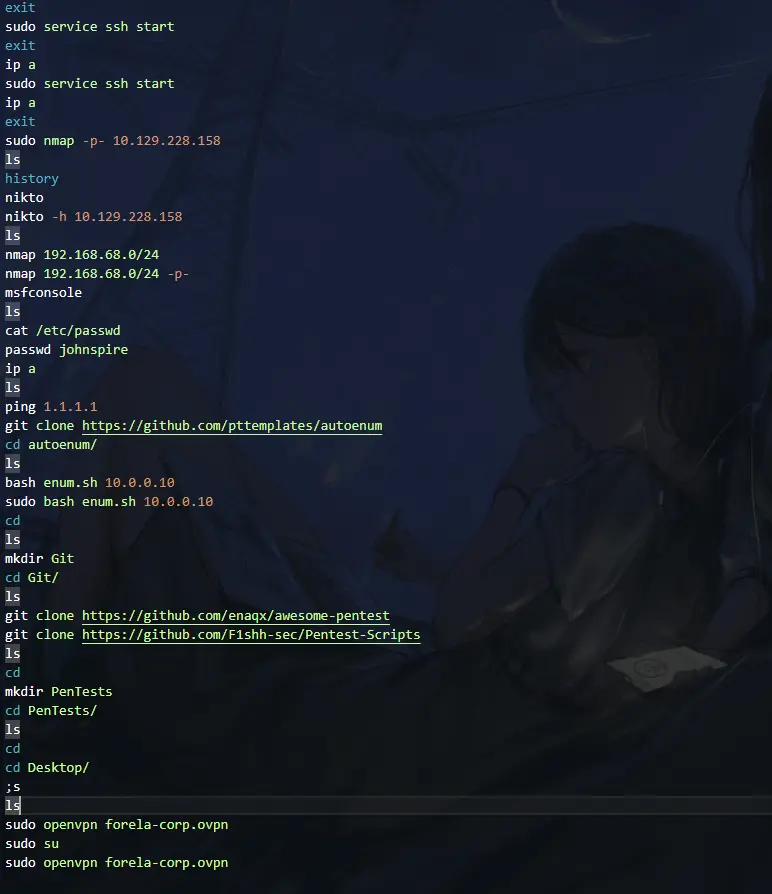 exit
sudo service ssh start
exit
ip a
sudo service ssh start
ip a
exit
sudo nmap -p- 10.129.228.158
ls
history
nikto
nikto -h 10.129.228.158
ls
nmap 192.168.68.0/24
nmap 192.168.68.0/24 -p-
msfconsole
ls
cat /etc/passwd
passwd johnspire
ip a
ls
ping 1.1.1.1
git clone https://github.com/pttemplates/autoenum
cd autoenum/
ls
bash enum.sh 10.0.0.10
sudo bash enum.sh 10.0.0.10
cd
ls
mkdir Git
cd Git/
ls
git clone https://github.com/enaqx/awesome-pentest
git clone https://github.com/F1shh-sec/Pentest-Scripts
ls
cd
mkdir PenTests
cd PenTests/
ls
cd
cd Desktop/
;s
ls
sudo openvpn forela-corp.ovpn
sudo su
sudo openvpn forela-corp.ovpn